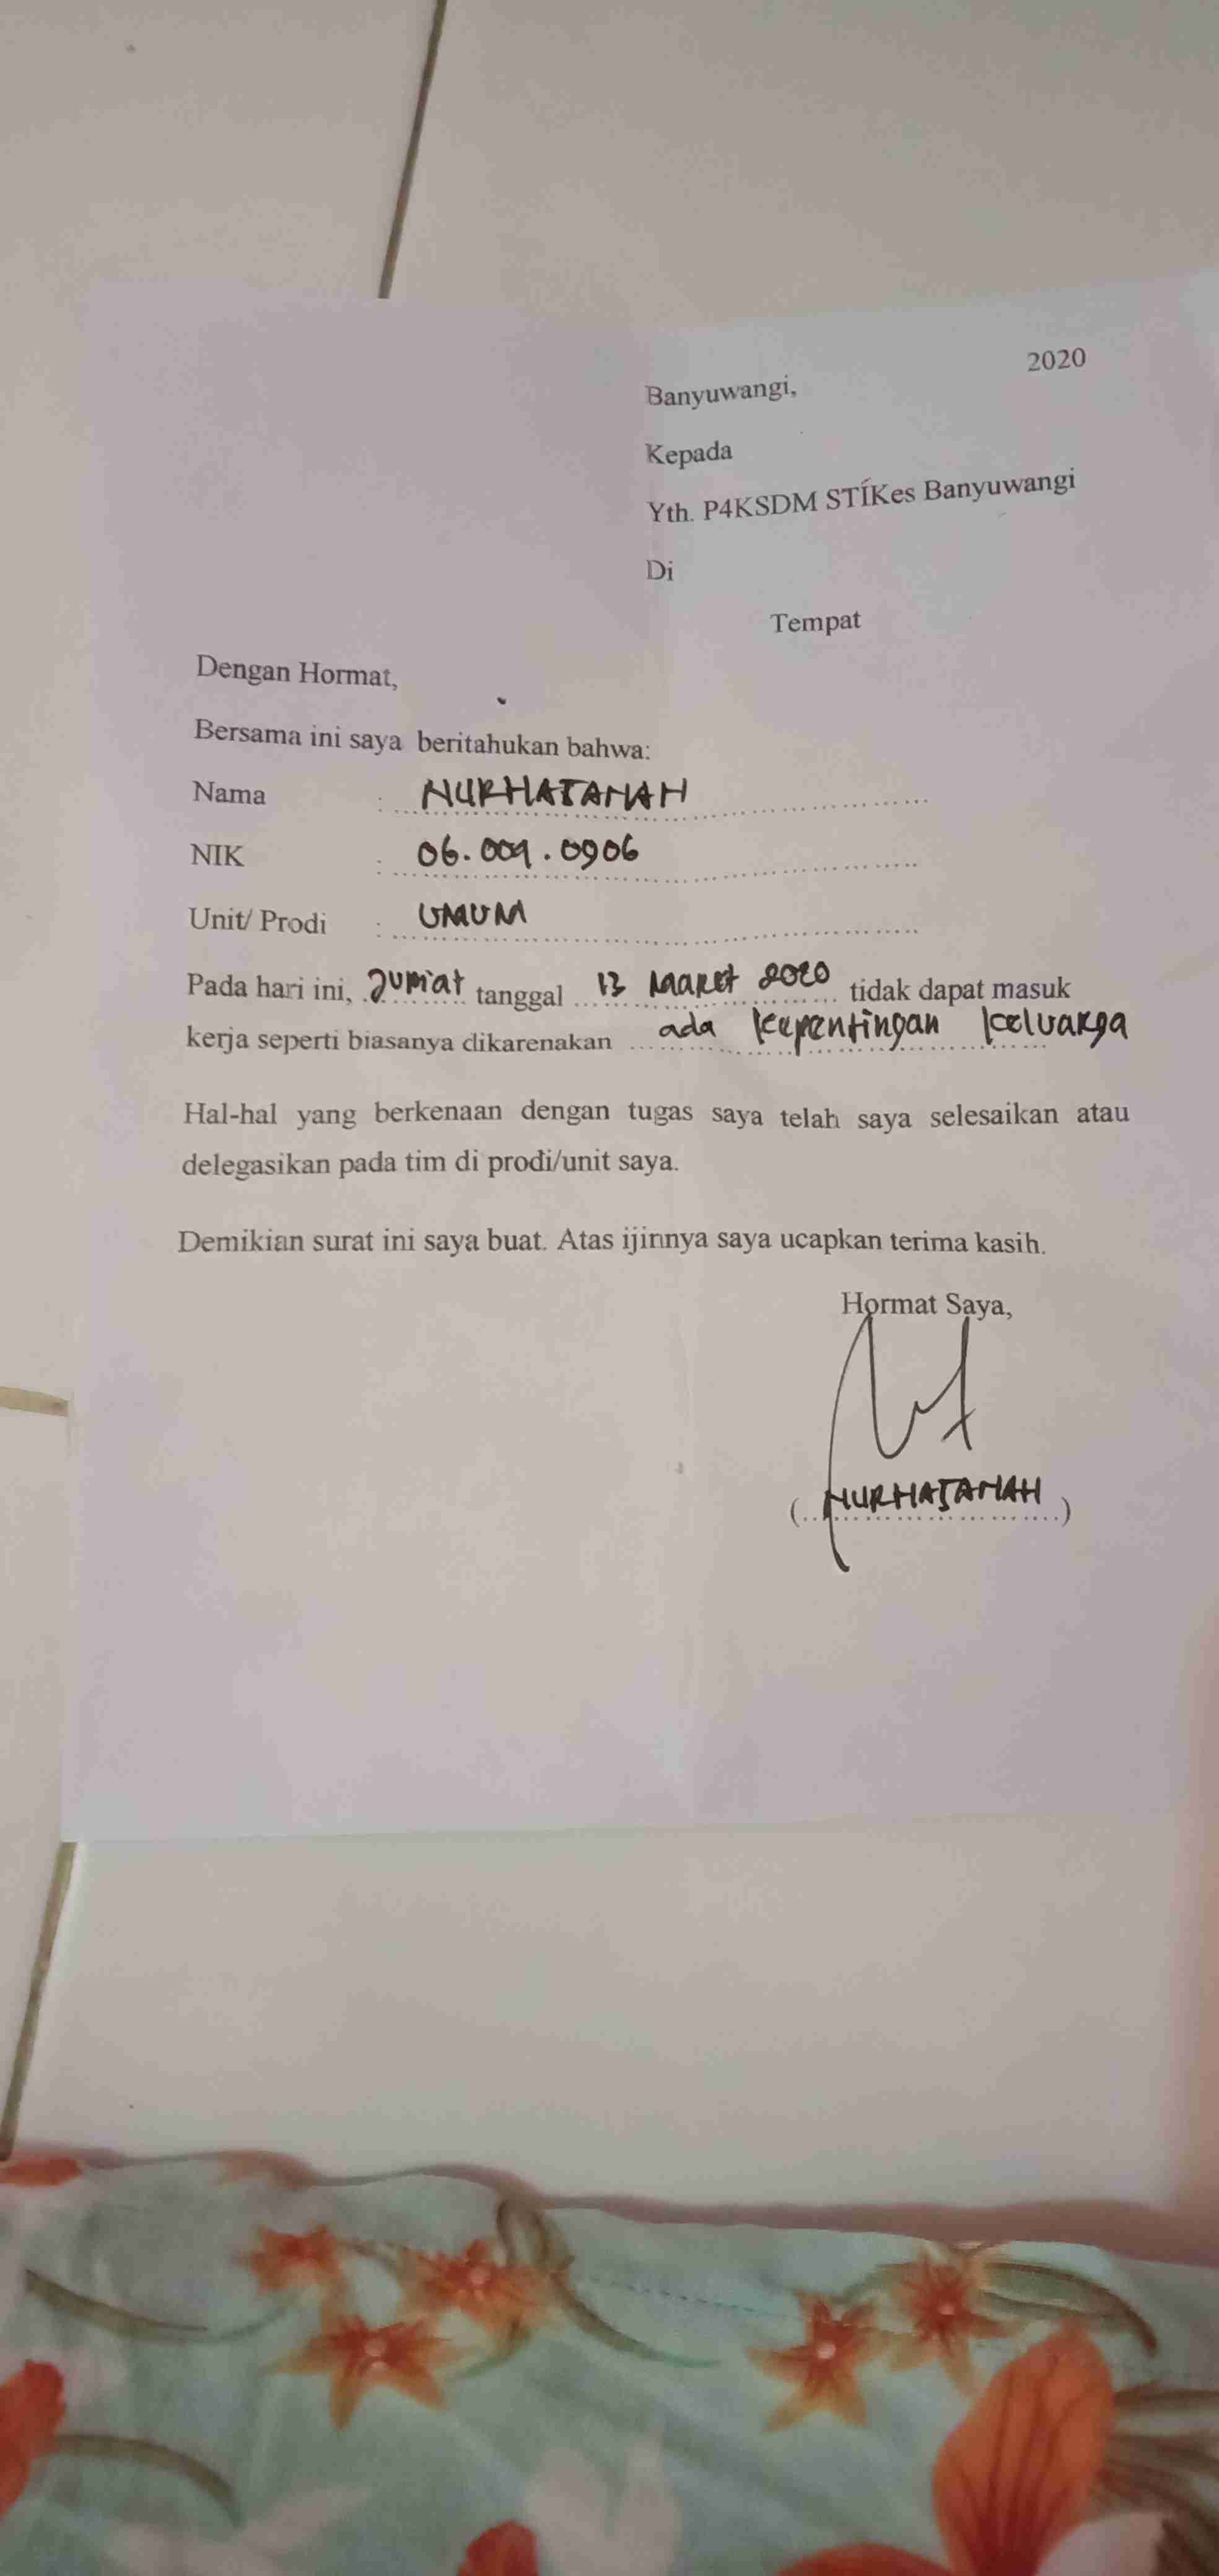 2020
Banyuwangi,
Kepada
Yth. P4KSDM STIKes Banyuwangi
Di
Tempat
Dengan Hormat,
Bersama ini saya beritahukan bahwa:
Nama : NURHASANAH
NIK : 06.009.0906
Unit/ Prodi : UMUM
Pada hari ini, Jum'at tanggal 13 Maret 2020 tidak dapat masuk
kerja seperti biasanya dikarenakan ada kepentingan keluarga
Hal-hal yang berkenaan dengan tugas saya telah saya selesaikan atau
delegasikan pada tim di prodi/unit saya.
Demikian surat ini saya buat. Atas ijinnya saya ucapkan terima kasih.
Hormat Saya,
(NURHASANAH)